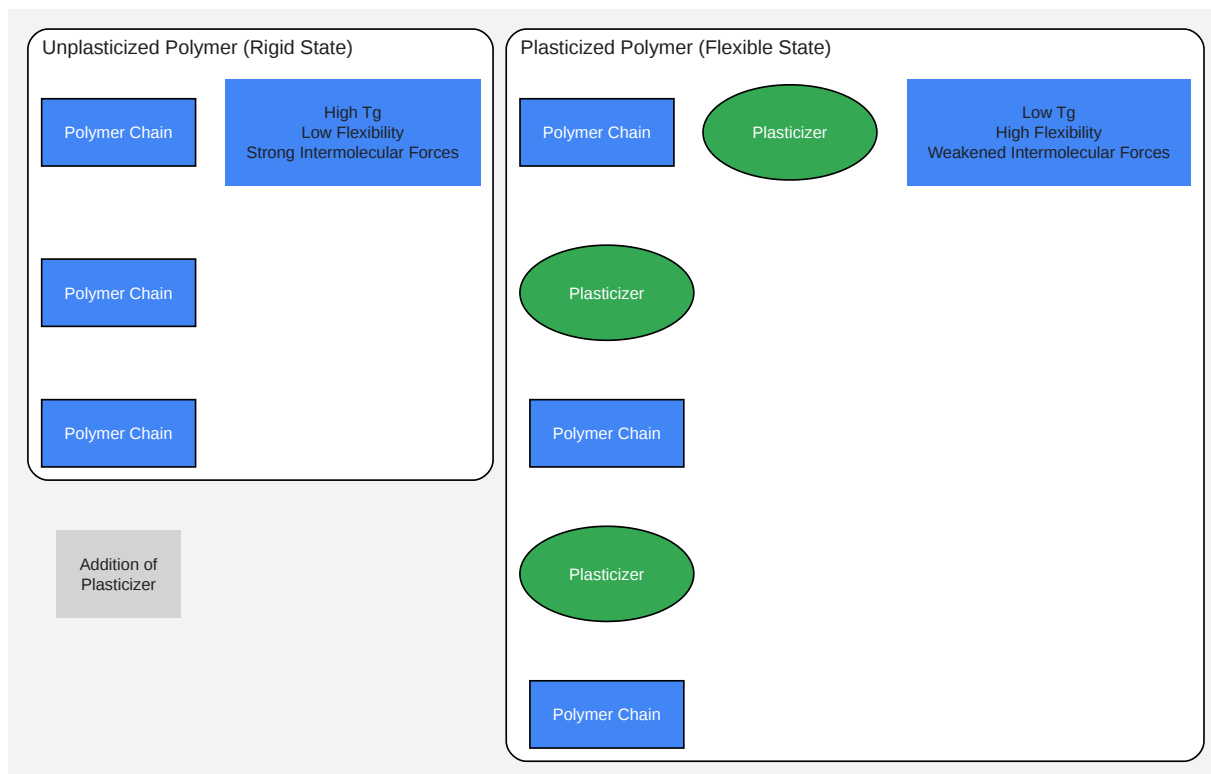 Unplasticized Polymer (Rigid State)
Polymer Chain
High Tg
Low Flexibility
Strong Intermolecular Forces
Polymer Chain
Polymer Chain
Addition of
Plasticizer
Plasticized Polymer (Flexible State)
Polymer Chain
Plasticizer
Low Tg
High Flexibility
Weakened Intermolecular Forces
Plasticizer
Polymer Chain
Plasticizer
Polymer Chain